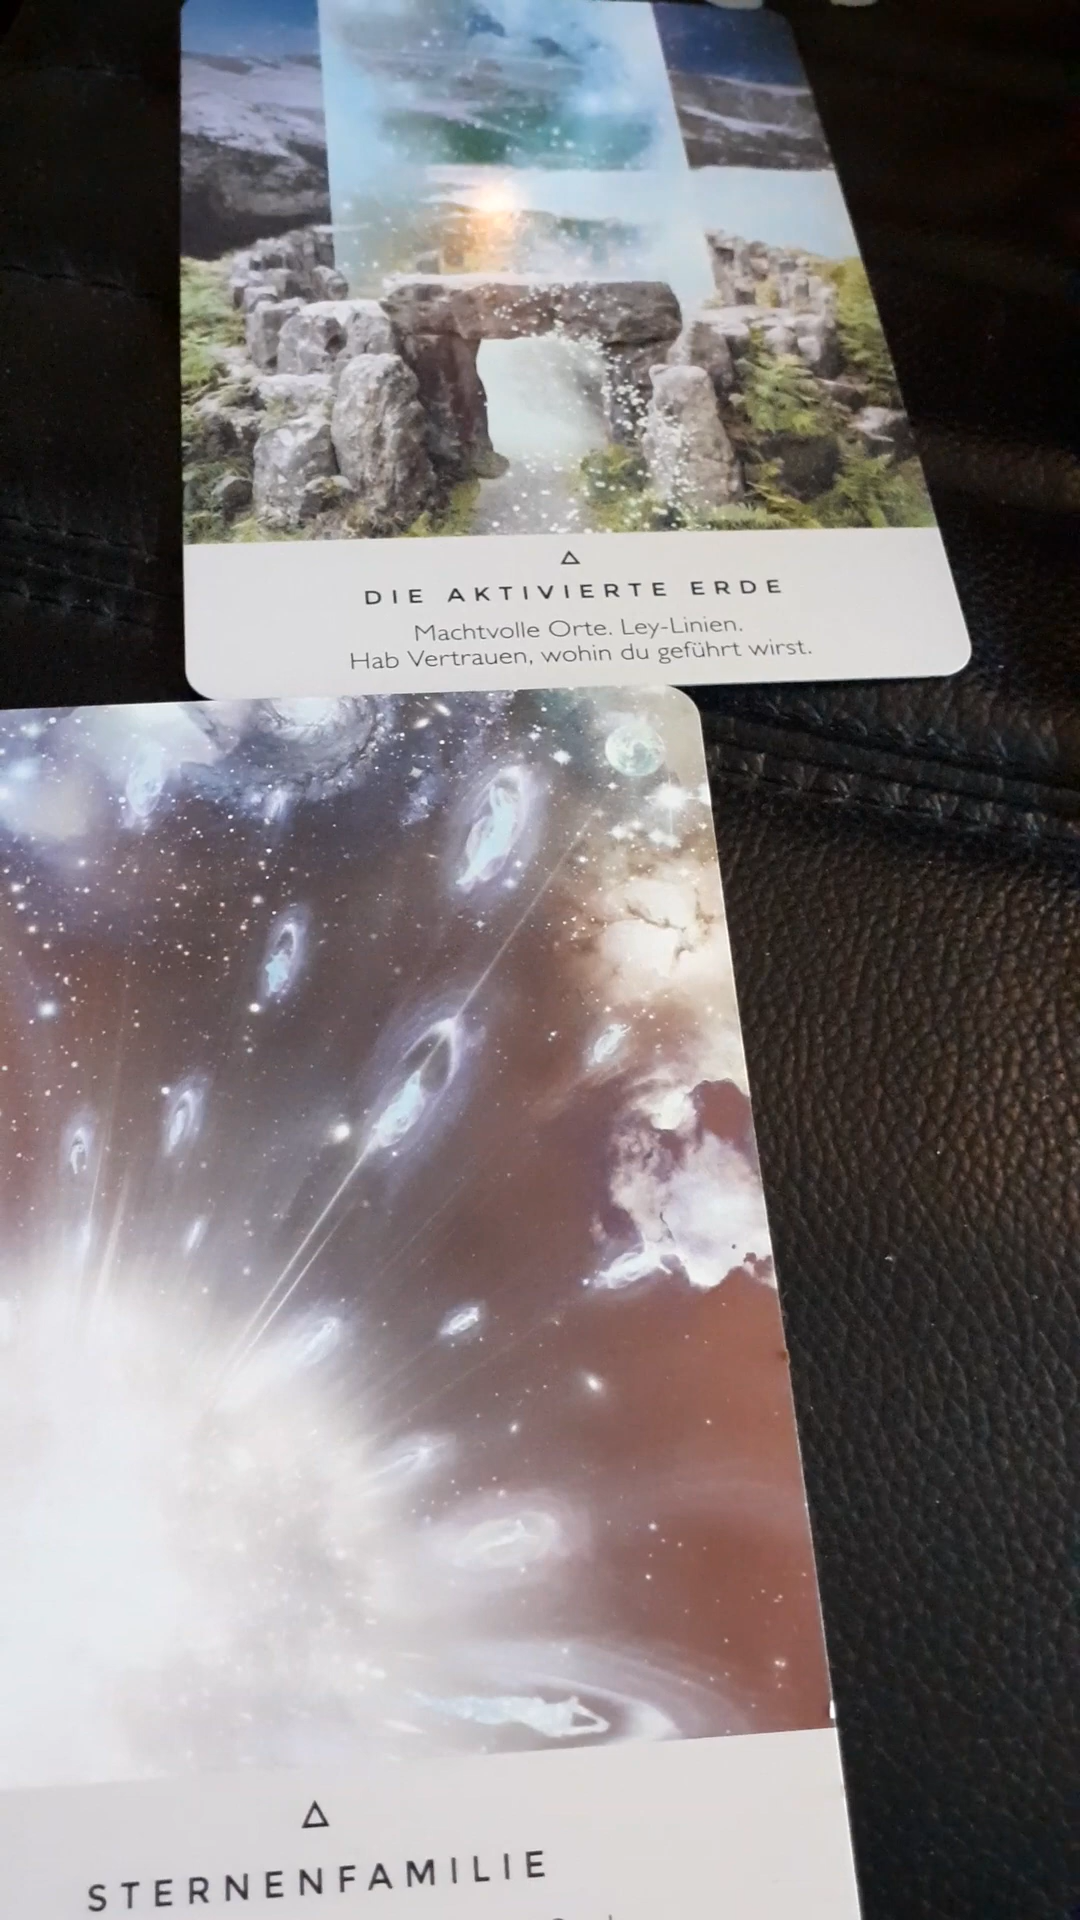 DIE AKTIVIERTE ERDE
Machtvolle Orte. Ley-Linien.
Hab Vertrauen, wohin du geführt wirst.
STERNENFAMILIE